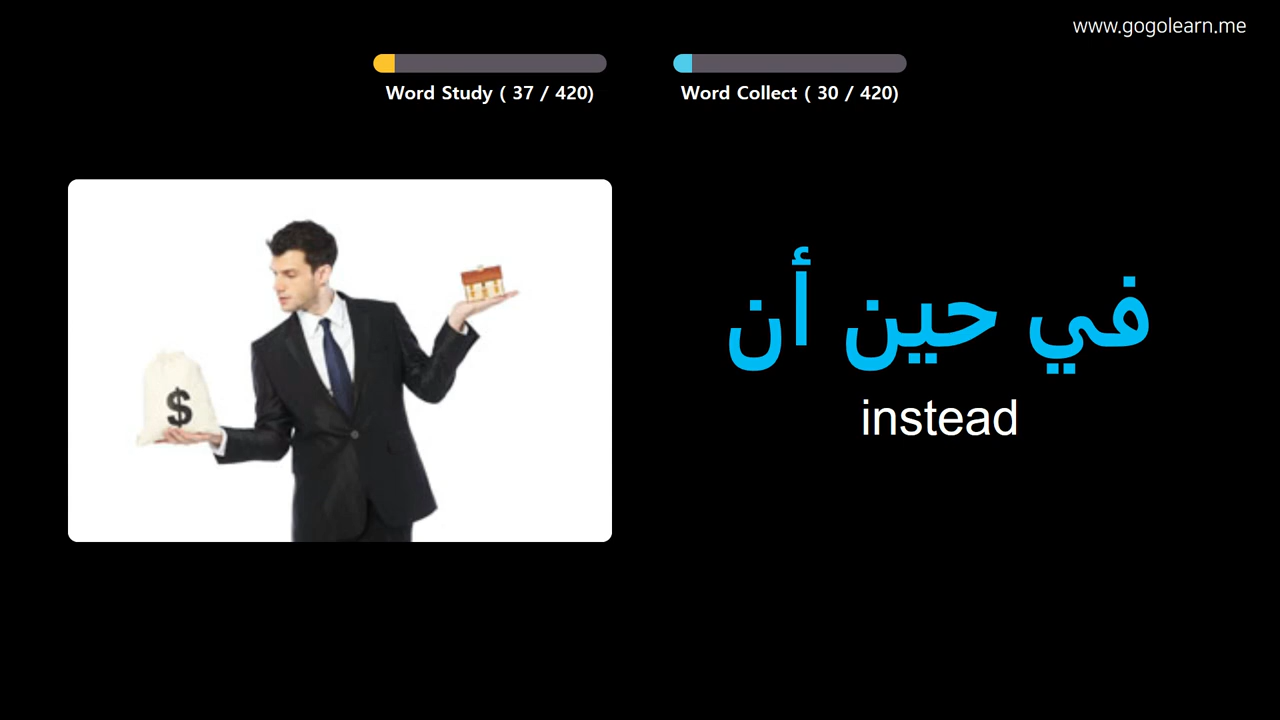 www.gogolearn.me
Word Study ( 37 / 420)
Word Collect ( 30 / 420)
$
في حين أن
instead